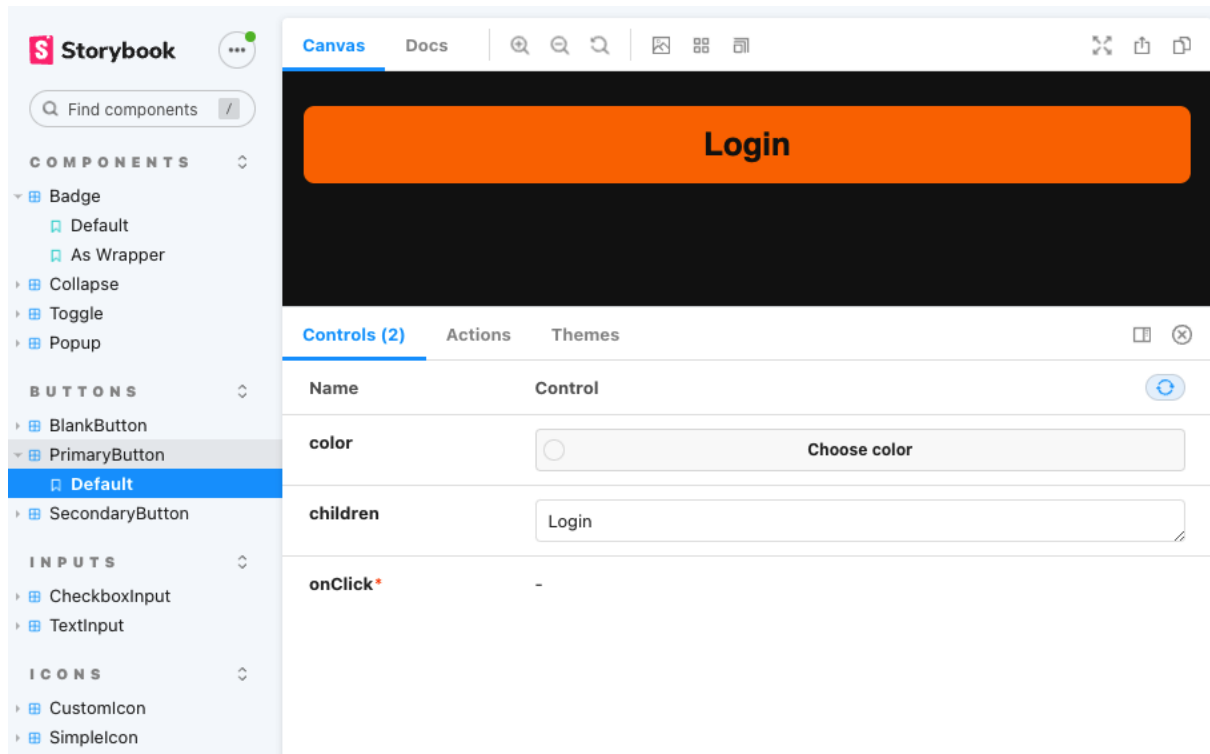 Storybook
Find components /
COMPONENTS
Badge
Default
As Wrapper
Collapse
Toggle
Popup
BUTTONS
BlankButton
PrimaryButton
Default
SecondaryButton
INPUTS
CheckboxInput
TextInput
ICONS
CustomIcon
SimpleIcon
Canvas Docs
Login
Controls (2) Actions Themes
Name Control
color Choose color
children Login
onClick* -